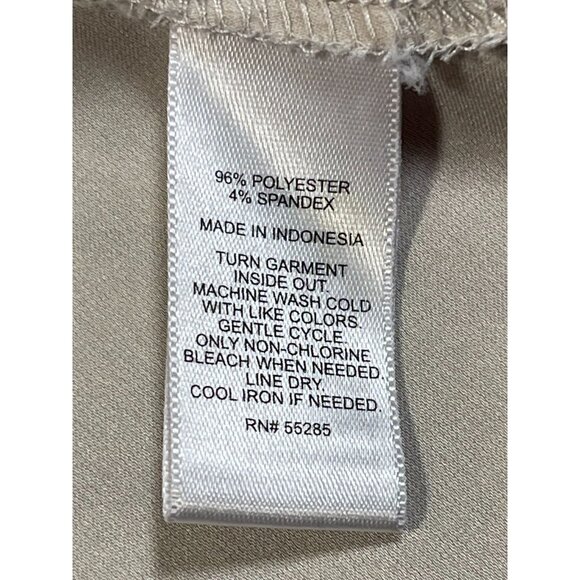 96% POLYESTER
4% SPANDEX
MADE IN INDONESIA
TURN GARMENT
INSIDE OUT.
MACHINE WASH COLD
WITH LIKE COLORS.
GENTLE CYCLE.
ONLY NON-CHLORINE
BLEACH WHEN NEEDED.
LINE DRY.
COOL IRON IF NEEDED.
RN# 55285